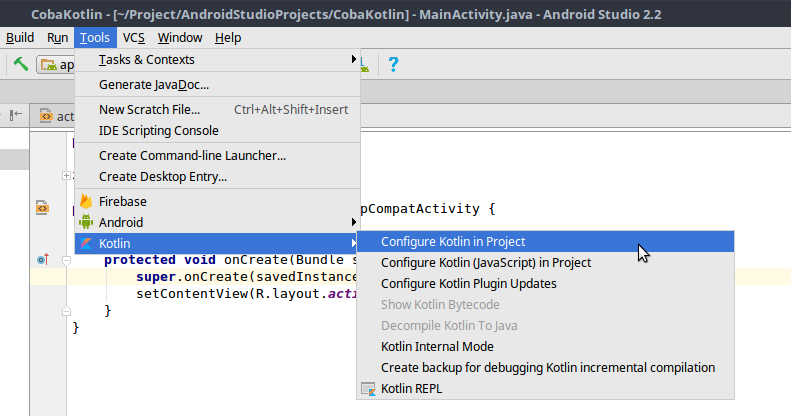 CobaKotlin - [~/Project/AndroidStudioProjects/CobaKotlin] - MainActivity.java - Android Studio 2.2
Build Run Tools VCS Window Help
Tasks & Contexts
Generate JavaDoc...
New Scratch File... Ctrl+Alt+Shift+Insert
IDE Scripting Console
Create Command-line Launcher...
Create Desktop Entry...
Firebase
Android
Kotlin
Configure Kotlin in Project
Configure Kotlin (JavaScript) in Project
Configure Kotlin Plugin Updates
Show Kotlin Bytecode
Decompile Kotlin To Java
Kotlin Internal Mode
Create backup for debugging Kotlin incremental compilation
Kotlin REPL
pCompatActivity {
protected void onCreate(Bundle s
super.onCreate(savedInstance
setContentView(R.layout.acti
}
}